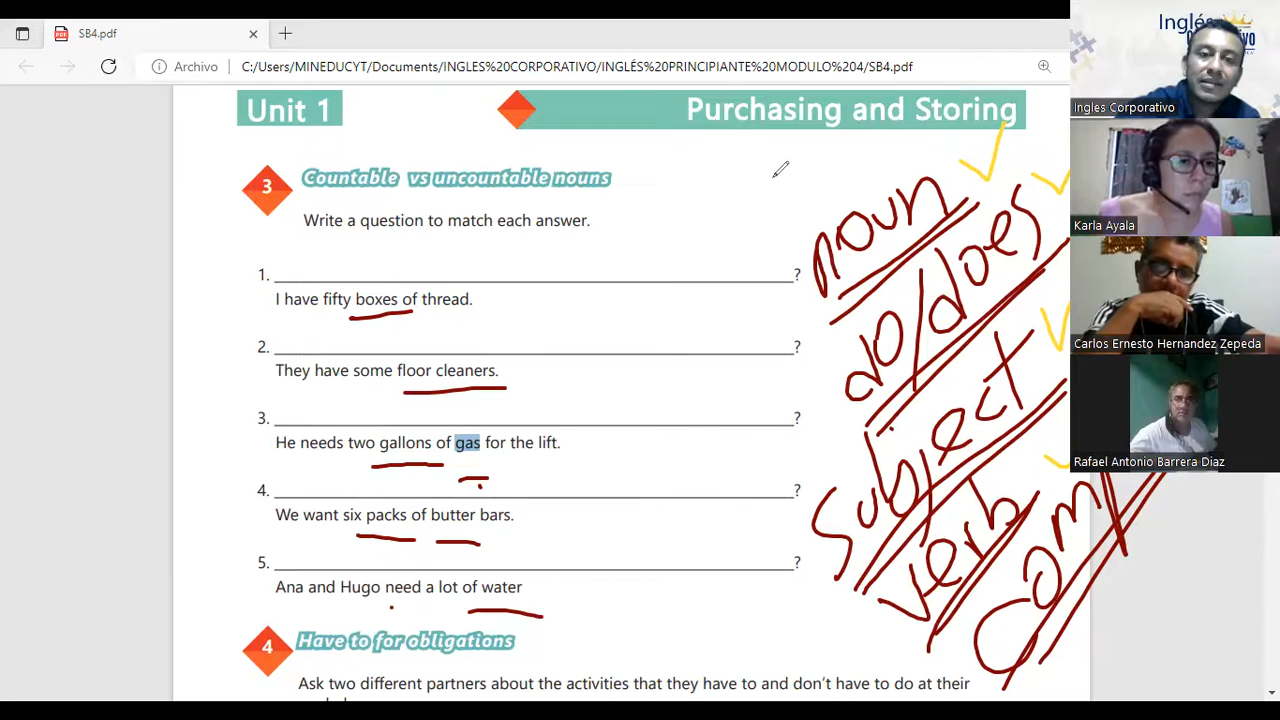 SB4.pdf
Archivo
C:/Users/MINEDUCYT/Documents/INGLES%20CORPORATIVO/INGLÉS%20PRINCIPIANTE%20MODULO%204/SB4.pdf
Unit 1
Purchasing and Storing
3
Countable vs uncountable nouns
Write a question to match each answer.
1. ?
I have fifty boxes of thread.
2. ?
They have some floor cleaners.
3. ?
He needs two gallons of gas for the lift.
4. ?
We want six packs of butter bars.
5. ?
Ana and Hugo need a lot of water
4
Have to for obligations
Ask two different partners about the activities that they have to and don't have to do at their
noun
do/does
subject
verb
Com
Inglés
Ingles Corporativo
Karla Ayala
Carlos Ernesto Hernandez Zepeda
Rafael Antonio Barrera Diaz